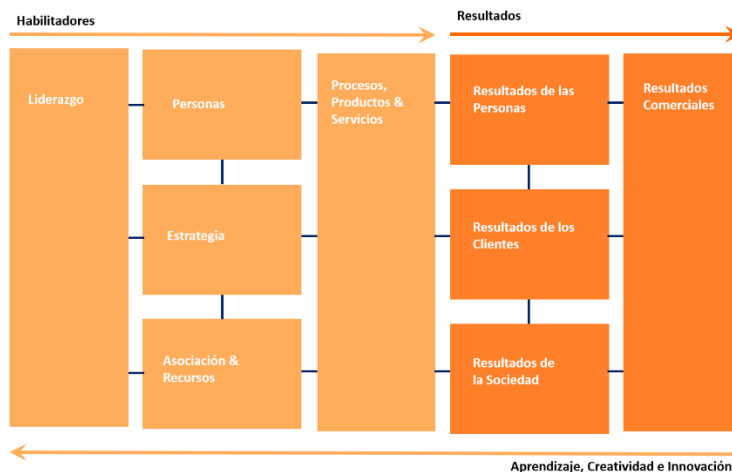 Habilitadores
Resultados
Liderazgo
Personas
Procesos,
Productos &
Servicios
Resultados de las
Personas
Resultados
Comerciales
Estrategia
Resultados de los
Clientes
Asociación &
Recursos
Resultados de
la Sociedad
Aprendizaje, Creatividad e Innovación